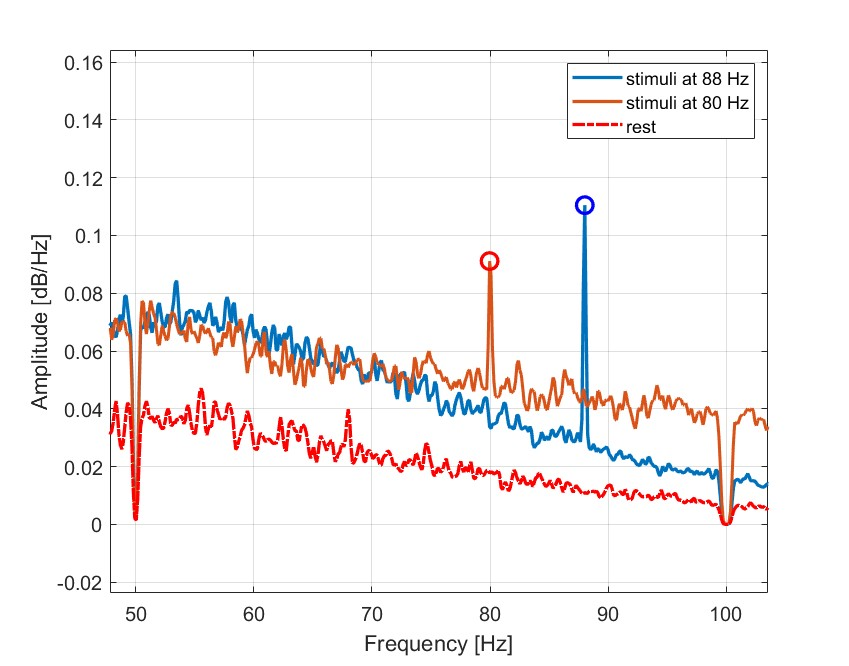 0.16
0.14
0.12
0.1
0.08
0.06
0.04
0.02
0
-0.02
Amplitude [dB/Hz]
stimuli at 88 Hz
stimuli at 80 Hz
rest
50 60 70 80 90 100
Frequency [Hz]